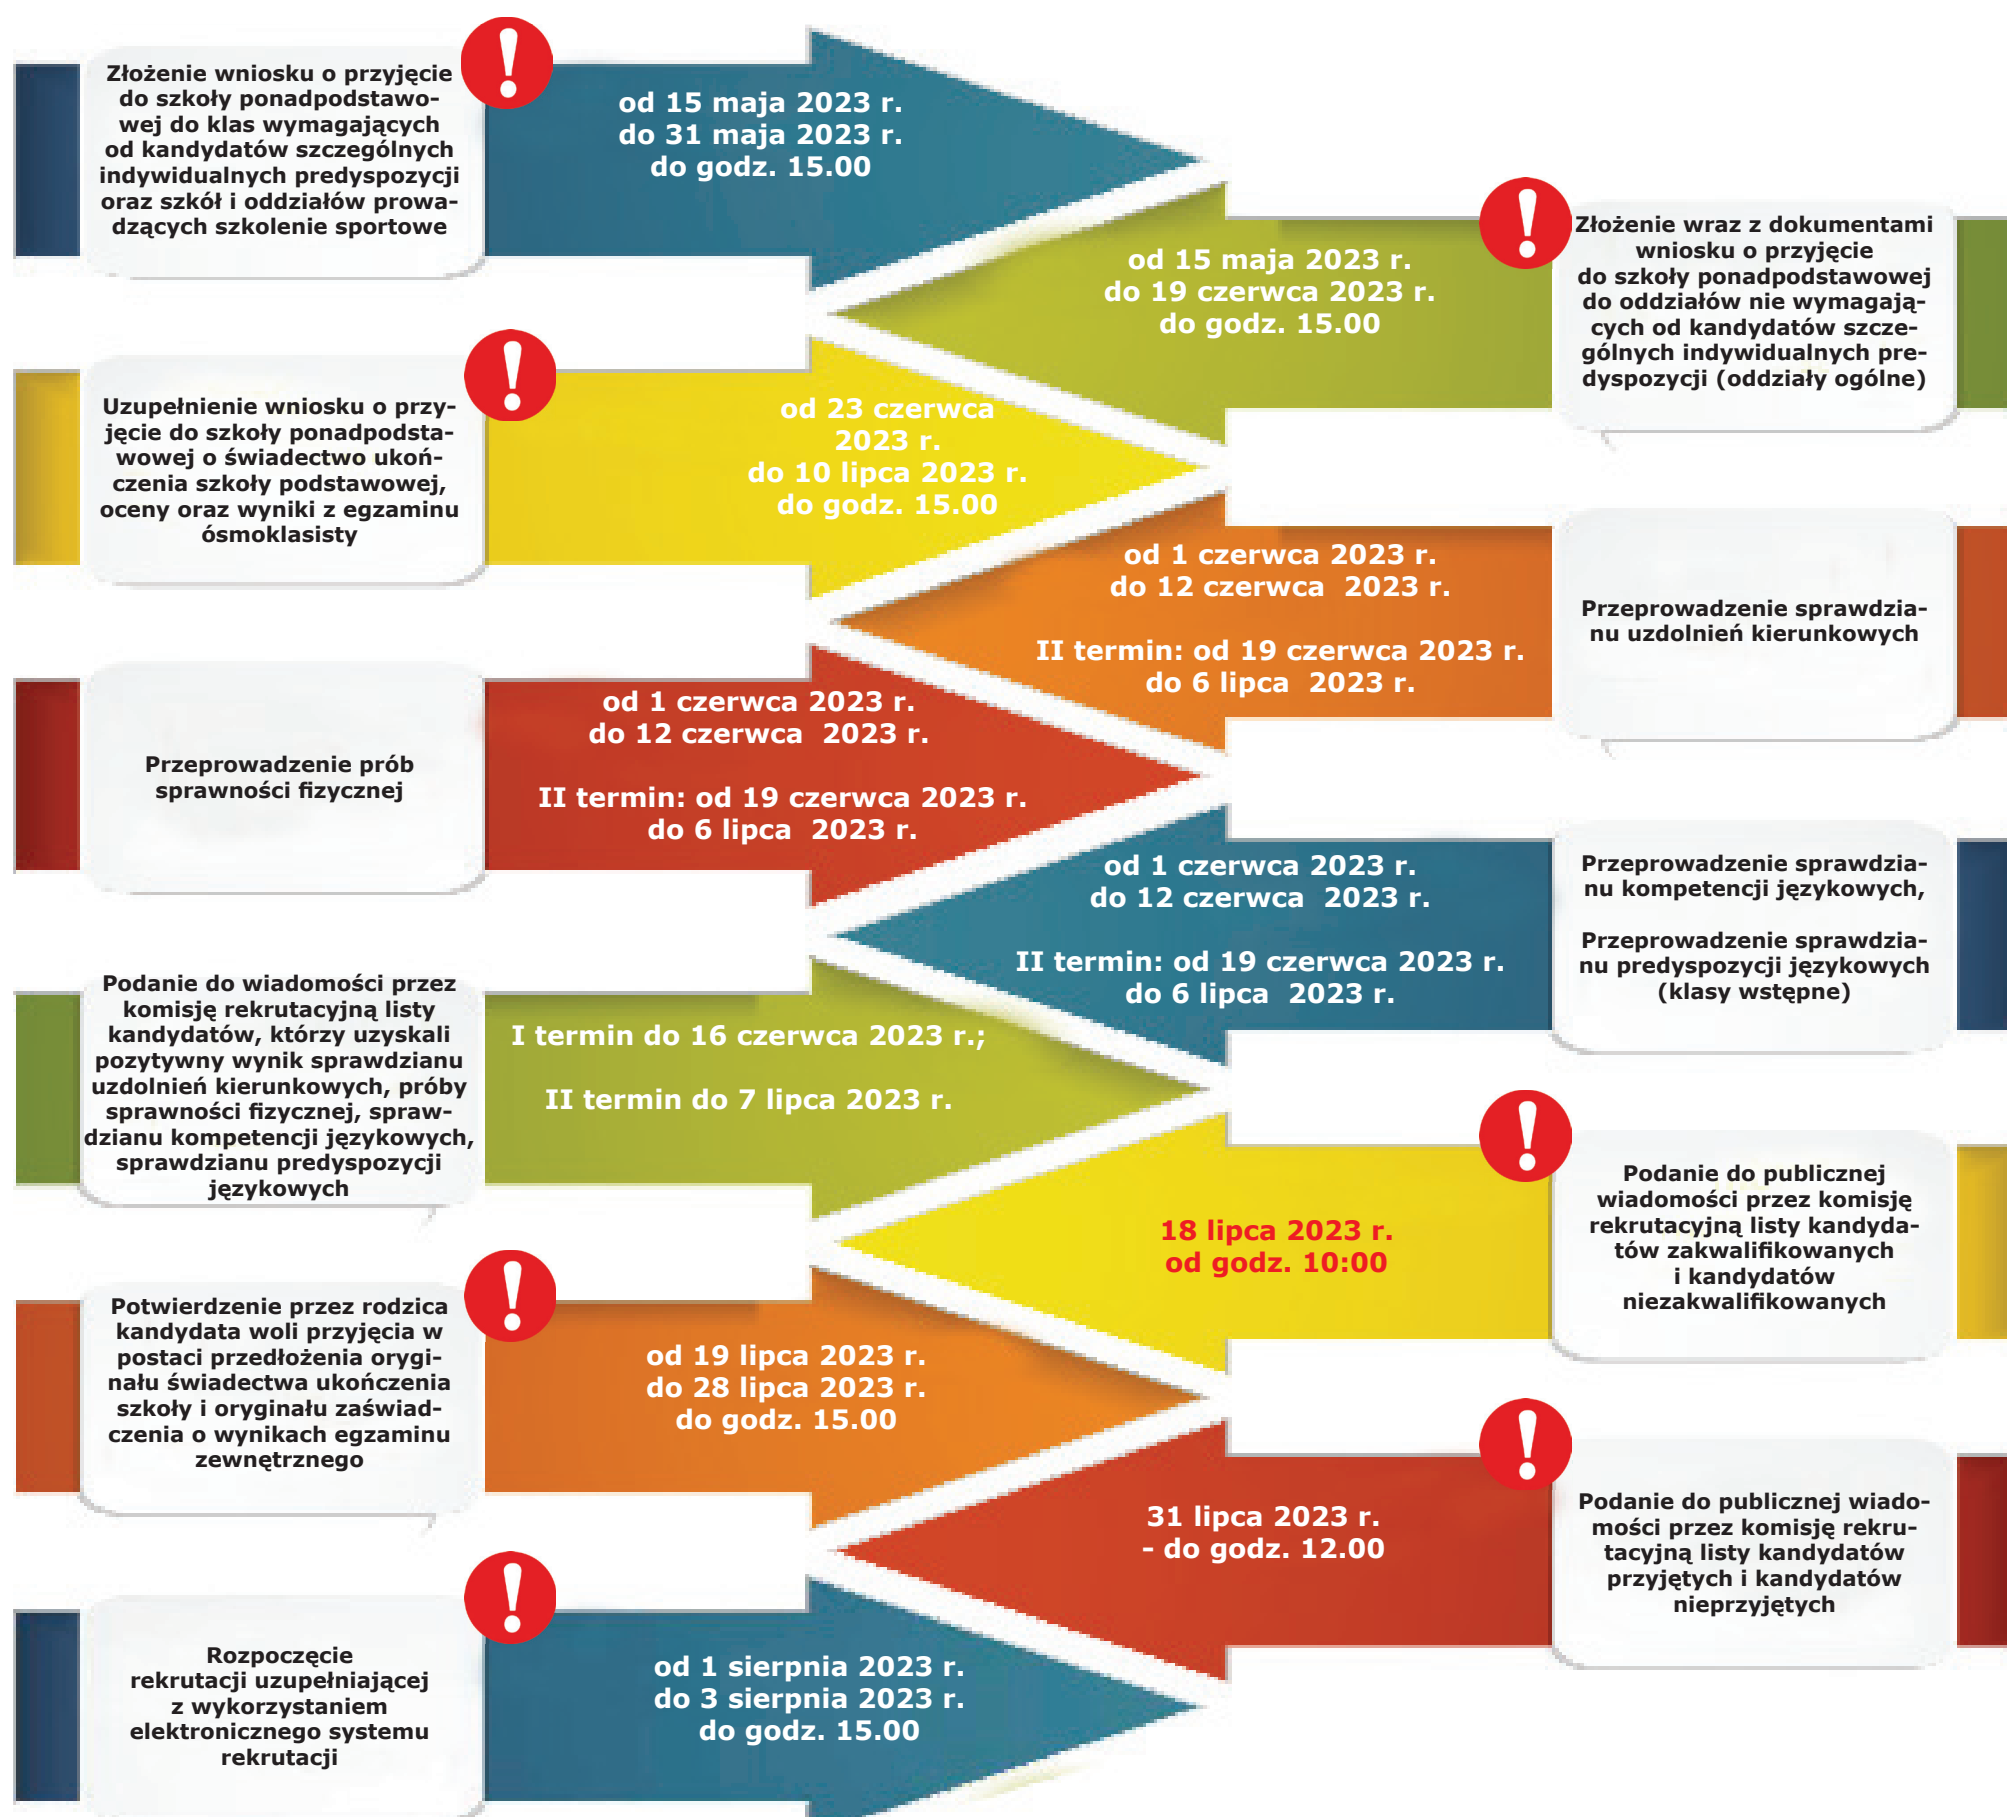 Złożenie wniosku o przyjęcie
do szkoły ponadpodstawo-
wej do klas wymagających
od kandydatów szczególnych
indywidualnych predyspozycji
oraz szkół i oddziałów prowa-
dzących szkolenie sportowe
!
od 15 maja 2023 r.
do 31 maja 2023 r.
do godz. 15.00
od 15 maja 2023 r.
do 19 czerwca 2023 r.
do godz. 15.00
!
Złożenie wraz z dokumentami
wniosku o przyjęcie
do szkoły ponadpodstawowej
do oddziałów nie wymagają-
cych od kandydatów szcze-
gólnych indywidualnych pre-
dyspozycji (oddziały ogólne)
Uzupełnienie wniosku o przy-
jęcie do szkoły ponadpodsta-
wowej o świadectwo ukoń-
czenia szkoły podstawowej,
oceny oraz wyniki z egzaminu
ósmoklasisty
!
od 23 czerwca
2023 r.
do 10 lipca 2023 r.
do godz. 15.00
od 1 czerwca 2023 r.
do 12 czerwca  2023 r.
II termin: od 19 czerwca 2023 r.
do 6 lipca  2023 r.
Przeprowadzenie sprawdzia-
nu uzdolnień kierunkowych
Przeprowadzenie prób
sprawności fizycznej
od 1 czerwca 2023 r.
do 12 czerwca  2023 r.
II termin: od 19 czerwca 2023 r.
do 6 lipca  2023 r.
od 1 czerwca 2023 r.
do 12 czerwca  2023 r.
II termin: od 19 czerwca 2023 r.
do 6 lipca  2023 r.
Przeprowadzenie sprawdzia-
nu kompetencji językowych,
Przeprowadzenie sprawdzia-
nu predyspozycji językowych
(klasy wstępne)
Podanie do wiadomości przez
komisję rekrutacyjną listy
kandydatów, którzy uzyskali
pozytywny wynik sprawdzianu
uzdolnień kierunkowych, próby
sprawności fizycznej, spraw-
dzianu kompetencji językowych,
sprawdzianu predyspozycji
językowych
I termin do 16 czerwca 2023 r.;
II termin do 7 lipca 2023 r.
18 lipca 2023 r.
od godz. 10:00
!
Podanie do publicznej
wiadomości przez komisję
rekrutacyjną listy kandyda-
tów zakwalifikowanych
i kandydatów
niezakwalifikowanych
Potwierdzenie przez rodzica
kandydata woli przyjęcia w
postaci przedłożenia orygi-
nału świadectwa ukończenia
szkoły i oryginału zaświad-
czenia o wynikach egzaminu
zewnętrznego
!
od 19 lipca 2023 r.
do 28 lipca 2023 r.
do godz. 15.00
31 lipca 2023 r.
- do godz. 12.00
!
Podanie do publicznej wiado-
mości przez komisję rekru-
tacyjną listy kandydatów
przyjętych i kandydatów
nieprzyjętych
Rozpoczęcie
rekrutacji uzupełniającej
z wykorzystaniem
elektronicznego systemu
rekrutacji
!
od 1 sierpnia 2023 r.
do 3 sierpnia 2023 r.
do godz. 15.00